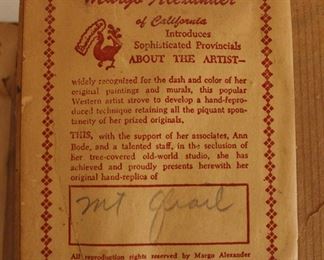 Margo Alexander
of California
Introduces
Sophisticated Provincials
ABOUT THE ARTIST—
widely recognized for the dash and color of her
original paintings and murals, this popular
Western artist strove to develop a hand-repro-
duced technique retaining all the piquant spon-
taneity of her prized originals.
THIS, with the support of her associates, Ann
Bode, and a talented staff, in the seclusion of
her tree-covered old-world studio, she has
achieved and proudly presents herewith her
original hand-replica of
Mt Quail
All reproduction rights reserved by Margo Alexander